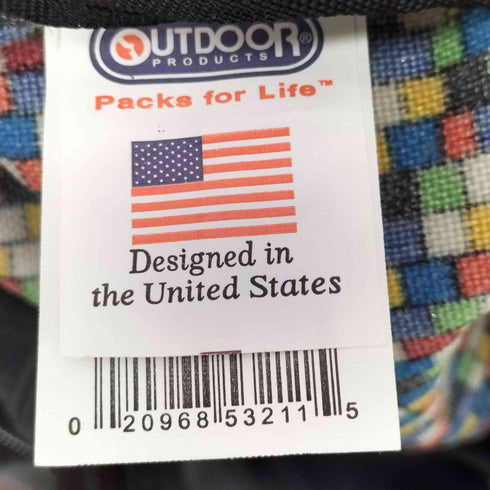 OUTDOOR®
PRODUCTS
Packs for Life™
Designed in
the United States
0 20968 53211 5